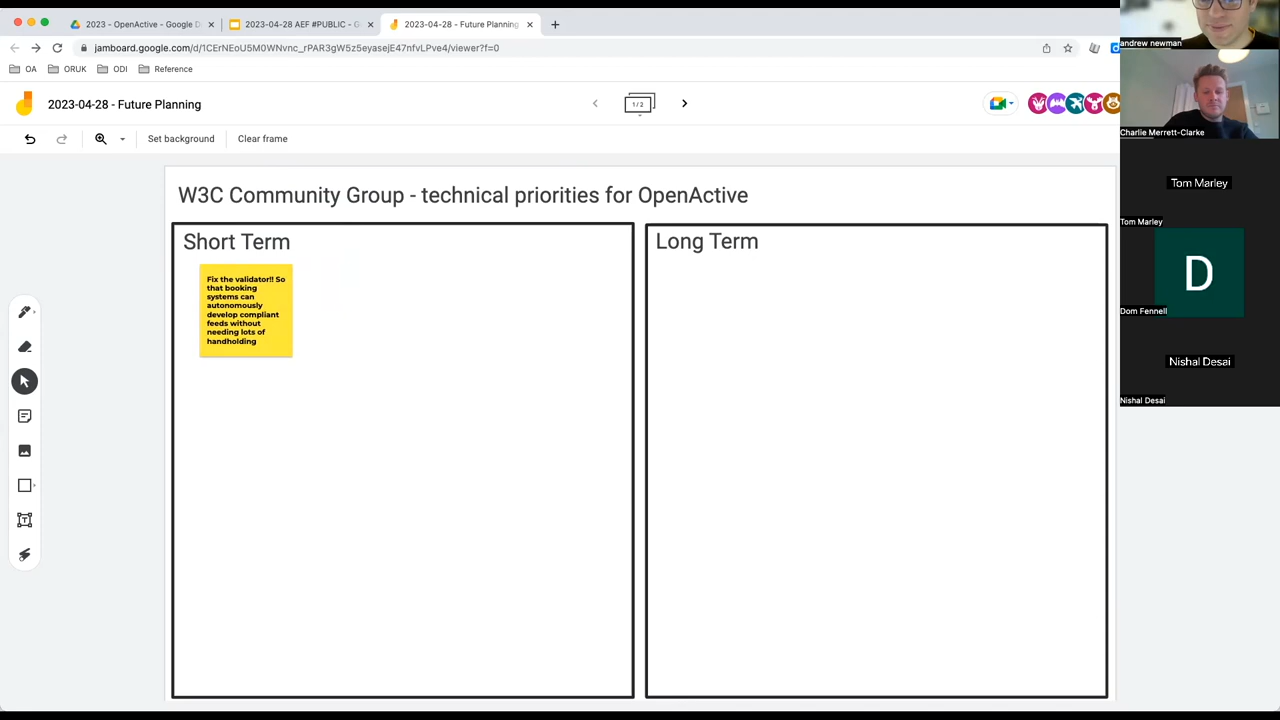 2023 - OpenActive - Google D
2023-04-28 AEF #PUBLIC - G
2023-04-28 - Future Planning
jamboard.google.com/d/1CErNEoU5M0WNvnc_rPAR3gW5z5eyasejE47nfvLPve4/viewer?f=0
OA
ORUK
ODI
Reference
2023-04-28 - Future Planning
1/2
Set background
Clear frame
W3C Community Group - technical priorities for OpenActive
Short Term
Fix the validator!! So
that booking
systems can
autonomously
develop compliant
feeds without
needing lots of
handholding
Long Term
andrew newman
Charlie Merrett-Clarke
Tom Marley
Tom Marley
D
Dom Fennell
Nishal Desai
Nishal Desai